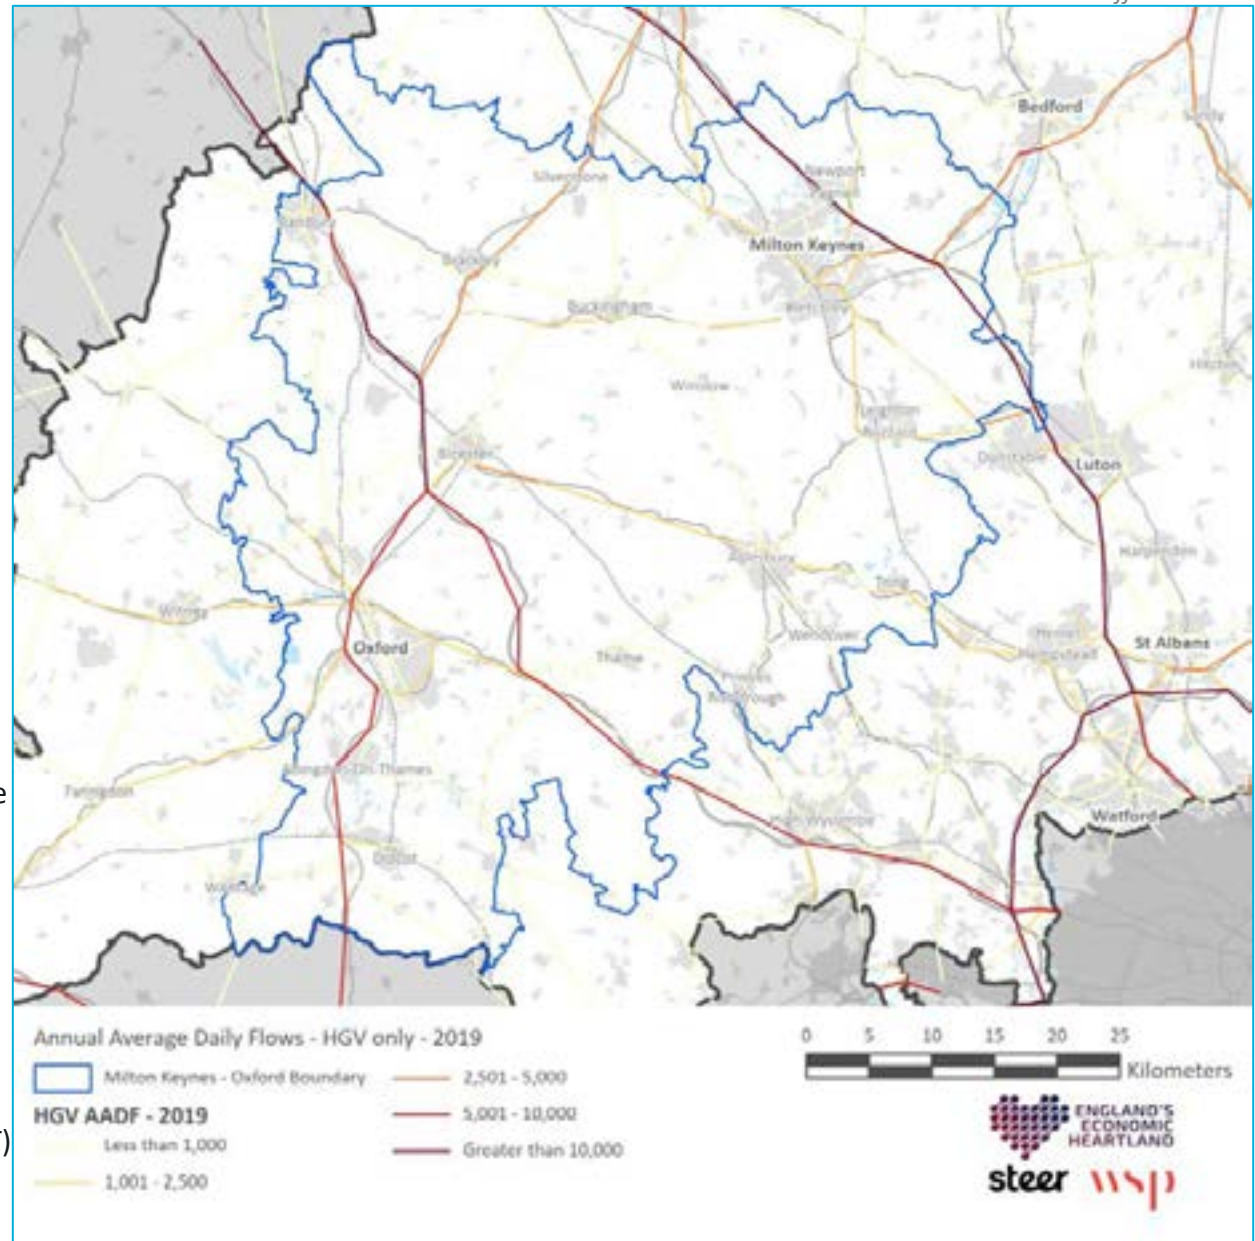 Bedford
Sandy
Silverstone
Newport
Pagnell
Banbury
Milton Keynes
Brackley
Buckingham
Bletchley
Hitchin
Winslow
Leighton
Buzzard
Bicester
Dunstable
Luton
Aylesbury
Harpenden
Tring
Witney
Oxford
Wendover
Hemel
Hempstead
St Albans
Thame
Princes
Risborough
Abingdon-On-Thames
Faringdon
e
High Wycombe
Watford
Didcot
Wantage
Annual Average Daily Flows - HGV only - 2019
Milton Keynes - Oxford Boundary
HGV AADF - 2019
Less than 1,000
1,001 - 2,500
2,501 - 5,000
5,001 - 10,000
Greater than 10,000
0 5 10 15 20 25
Kilometers
ENGLAND'S
ECONOMIC
HEARTLAND
steer wsp
)